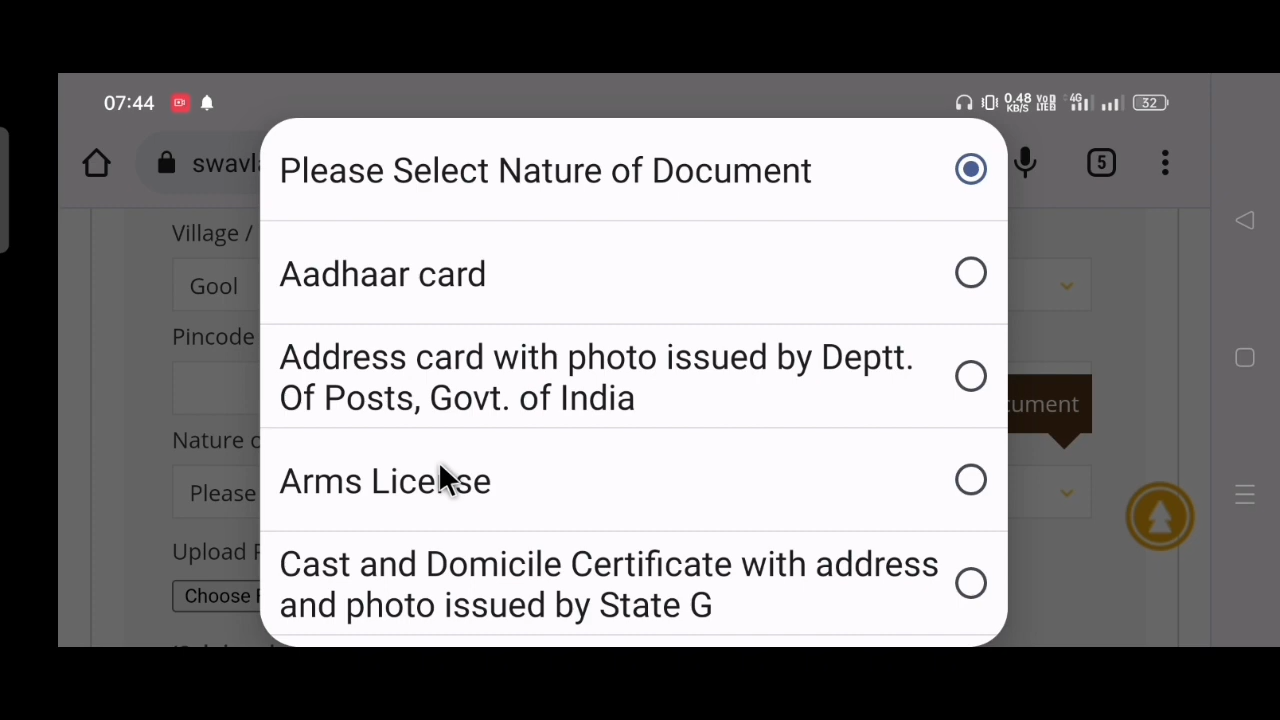 07:44
0.48
KB/S
4G
32
swavla
5
Please Select Nature of Document
Aadhaar card
Address card with photo issued by Deptt.
Of Posts, Govt. of India
Arms License
Cast and Domicile Certificate with address
and photo issued by State G
Village /
Gool
Pincode
cument
Nature o
Please
Upload
Choose